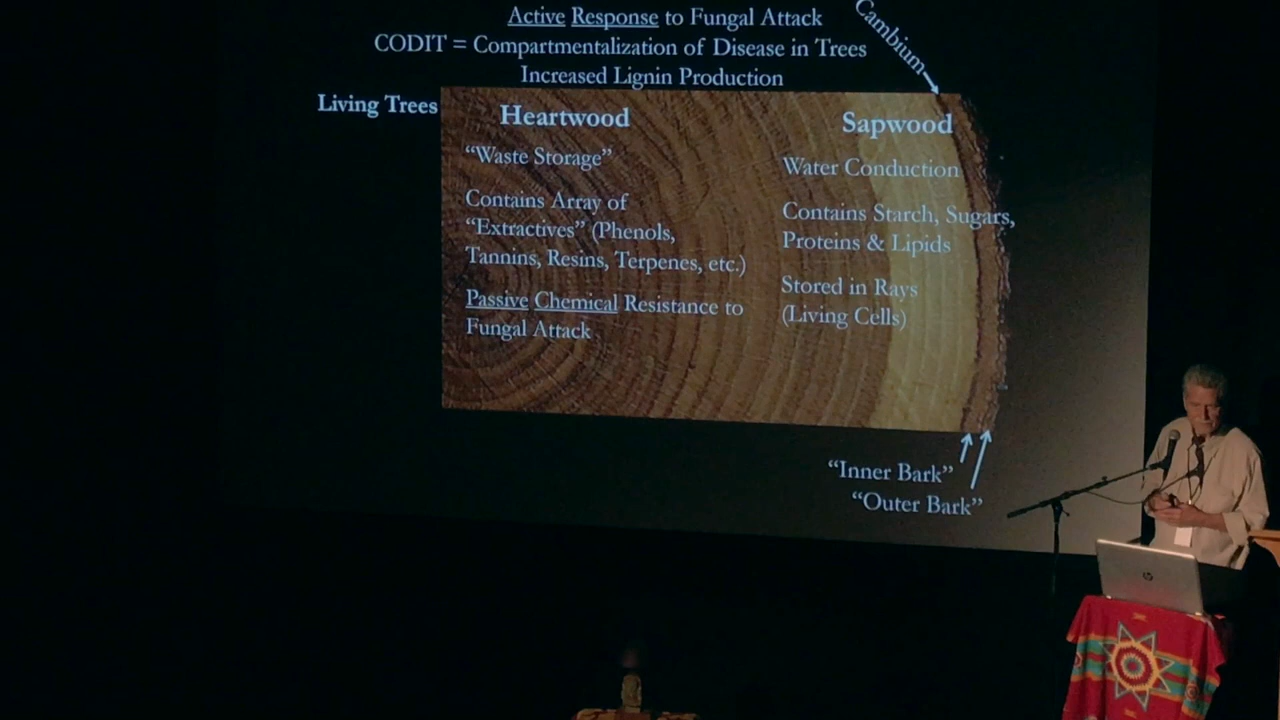 Active Response to Fungal Attack
CODIT = Compartmentalization of Disease in Trees
Increased Lignin Production
Cambium
Living Trees
Heartwood
"Waste Storage"
Contains Array of
"Extractives" (Phenols,
Tannins, Resins, Terpenes, etc.)
Passive Chemical Resistance to
Fungal Attack
Sapwood
Water Conduction
Contains Starch, Sugars,
Proteins & Lipids
Stored in Rays
(Living Cells)
"Inner Bark"
"Outer Bark"
hp